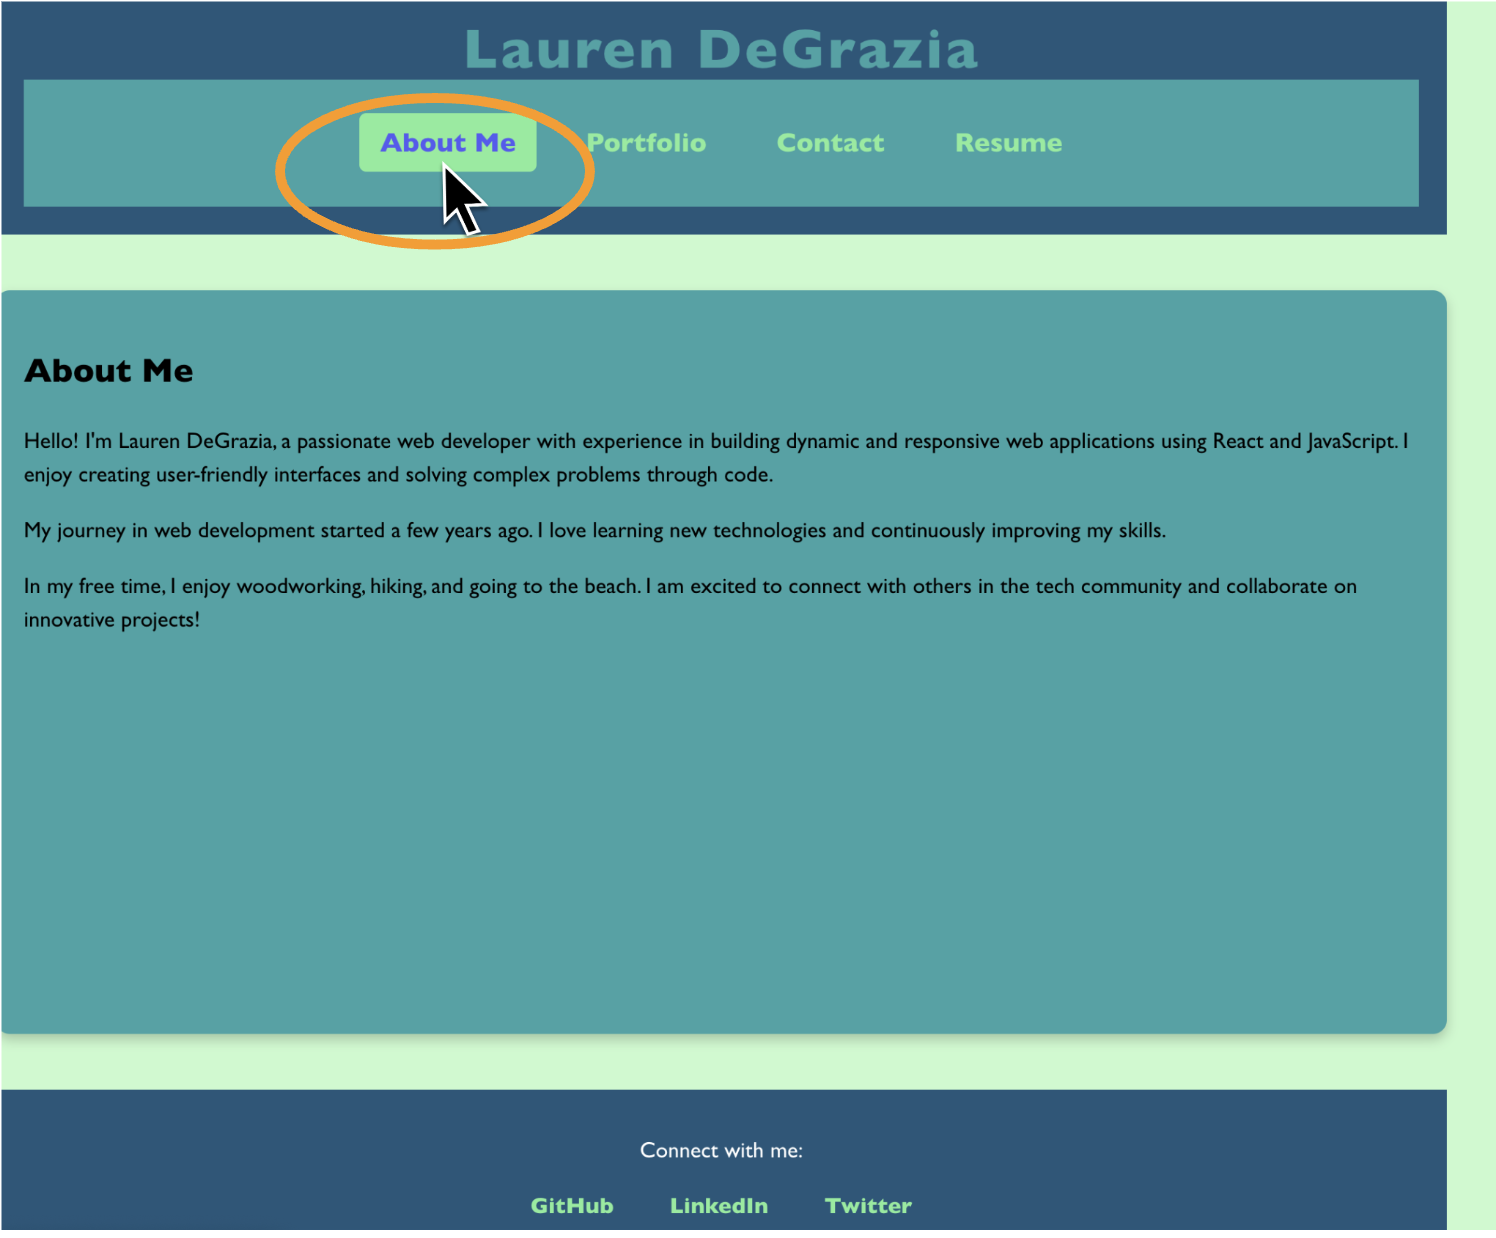 Lauren DeGrazia
About Me Portfolio Contact Resume
About Me
Hello! I'm Lauren DeGrazia, a passionate web developer with experience in building dynamic and responsive web applications using React and JavaScript. I
enjoy creating user-friendly interfaces and solving complex problems through code.
My journey in web development started a few years ago. I love learning new technologies and continuously improving my skills.
In my free time, I enjoy woodworking, hiking, and going to the beach. I am excited to connect with others in the tech community and collaborate on
innovative projects!
Connect with me:
GitHub LinkedIn Twitter